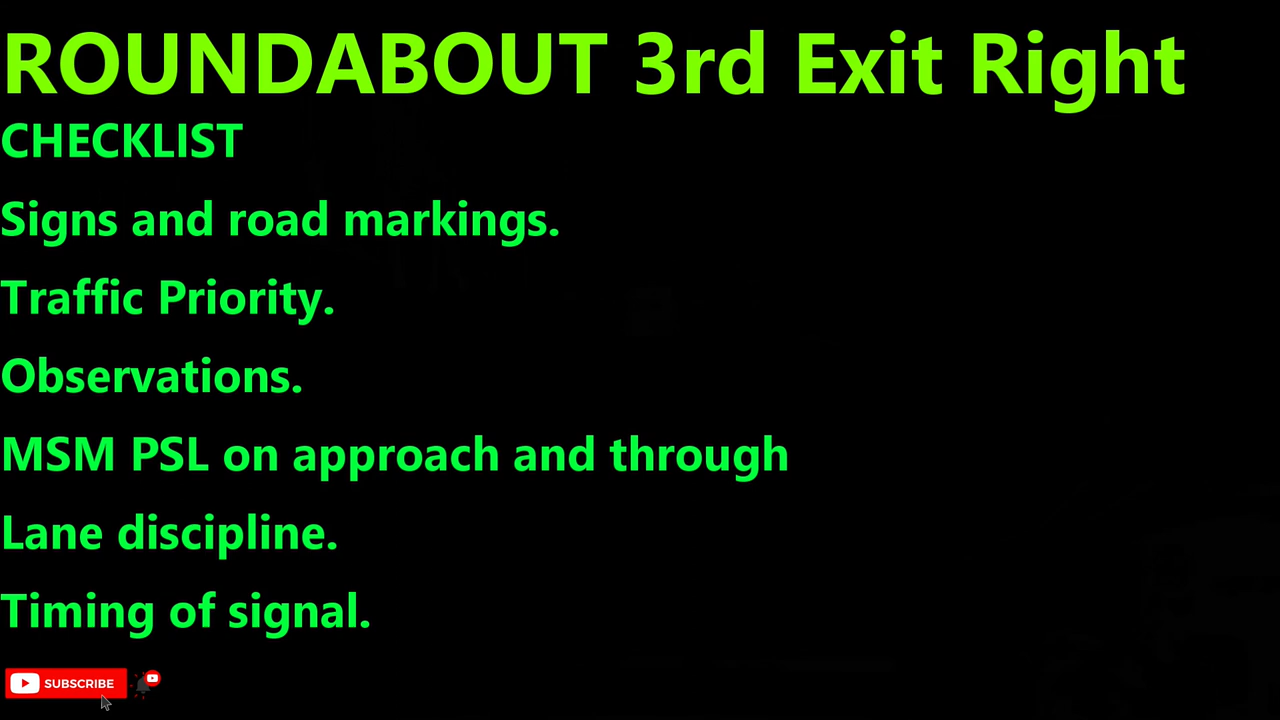 ROUNDABOUT 3rd Exit Right
CHECKLIST
Signs and road markings.
Traffic Priority.
Observations.
MSM PSL on approach and through
Lane discipline.
Timing of signal.
SUBSCRIBE